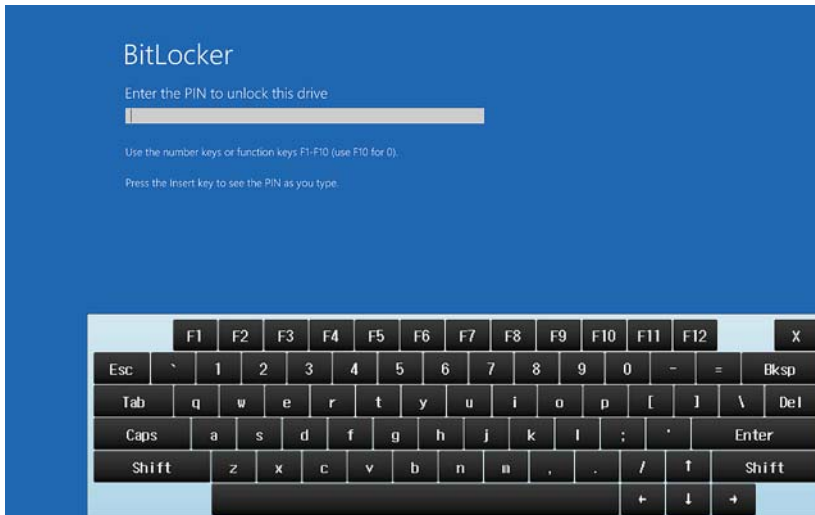 BitLocker
Enter the PIN to unlock this drive
Use the number keys or function keys F1-F10 (use F10 for 0).
Press the Insert key to see the PIN as you type.
F1 F2 F3 F4 F5 F6 F7 F8 F9 F10 F11 F12 X
Esc ` 1 2 3 4 5 6 7 8 9 0 - = Bksp
Tab q w e r t y u i o p [ ] \ Del
Caps a s d f g h j k l ; ' Enter
Shift z x c v b n m , . / ↑ Shift
← ↓ →